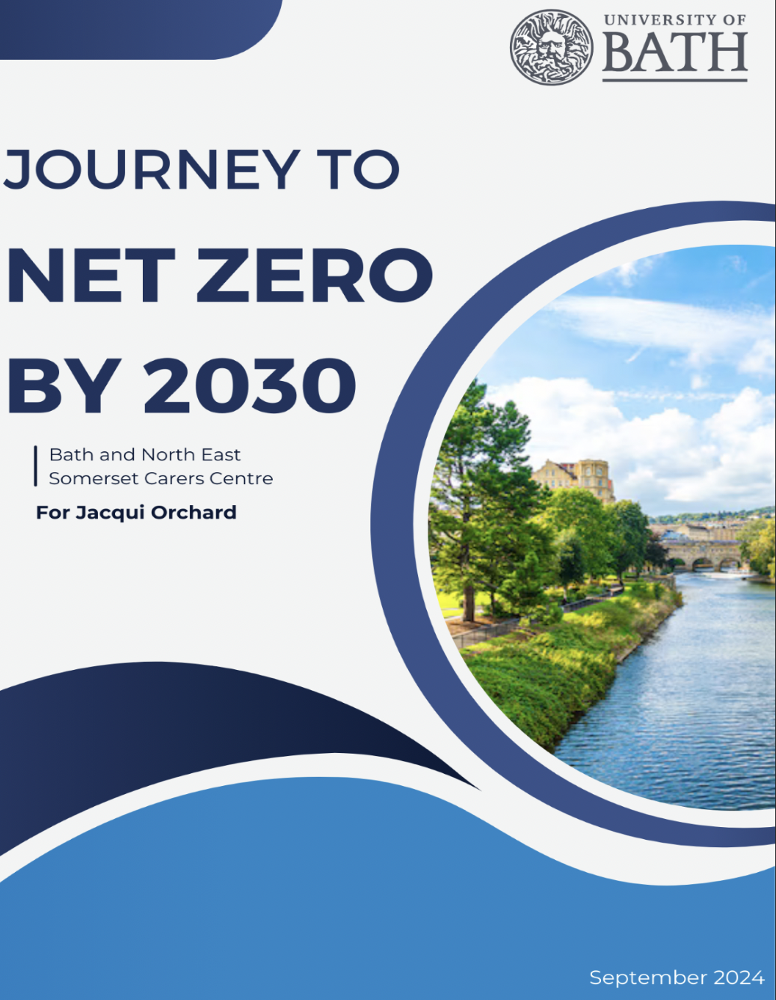 UNIVERSITY OF
BATH
JOURNEY TO
NET ZERO
BY 2030
Bath and North East
Somerset Carers Centre
For Jacqui Orchard
September 2024